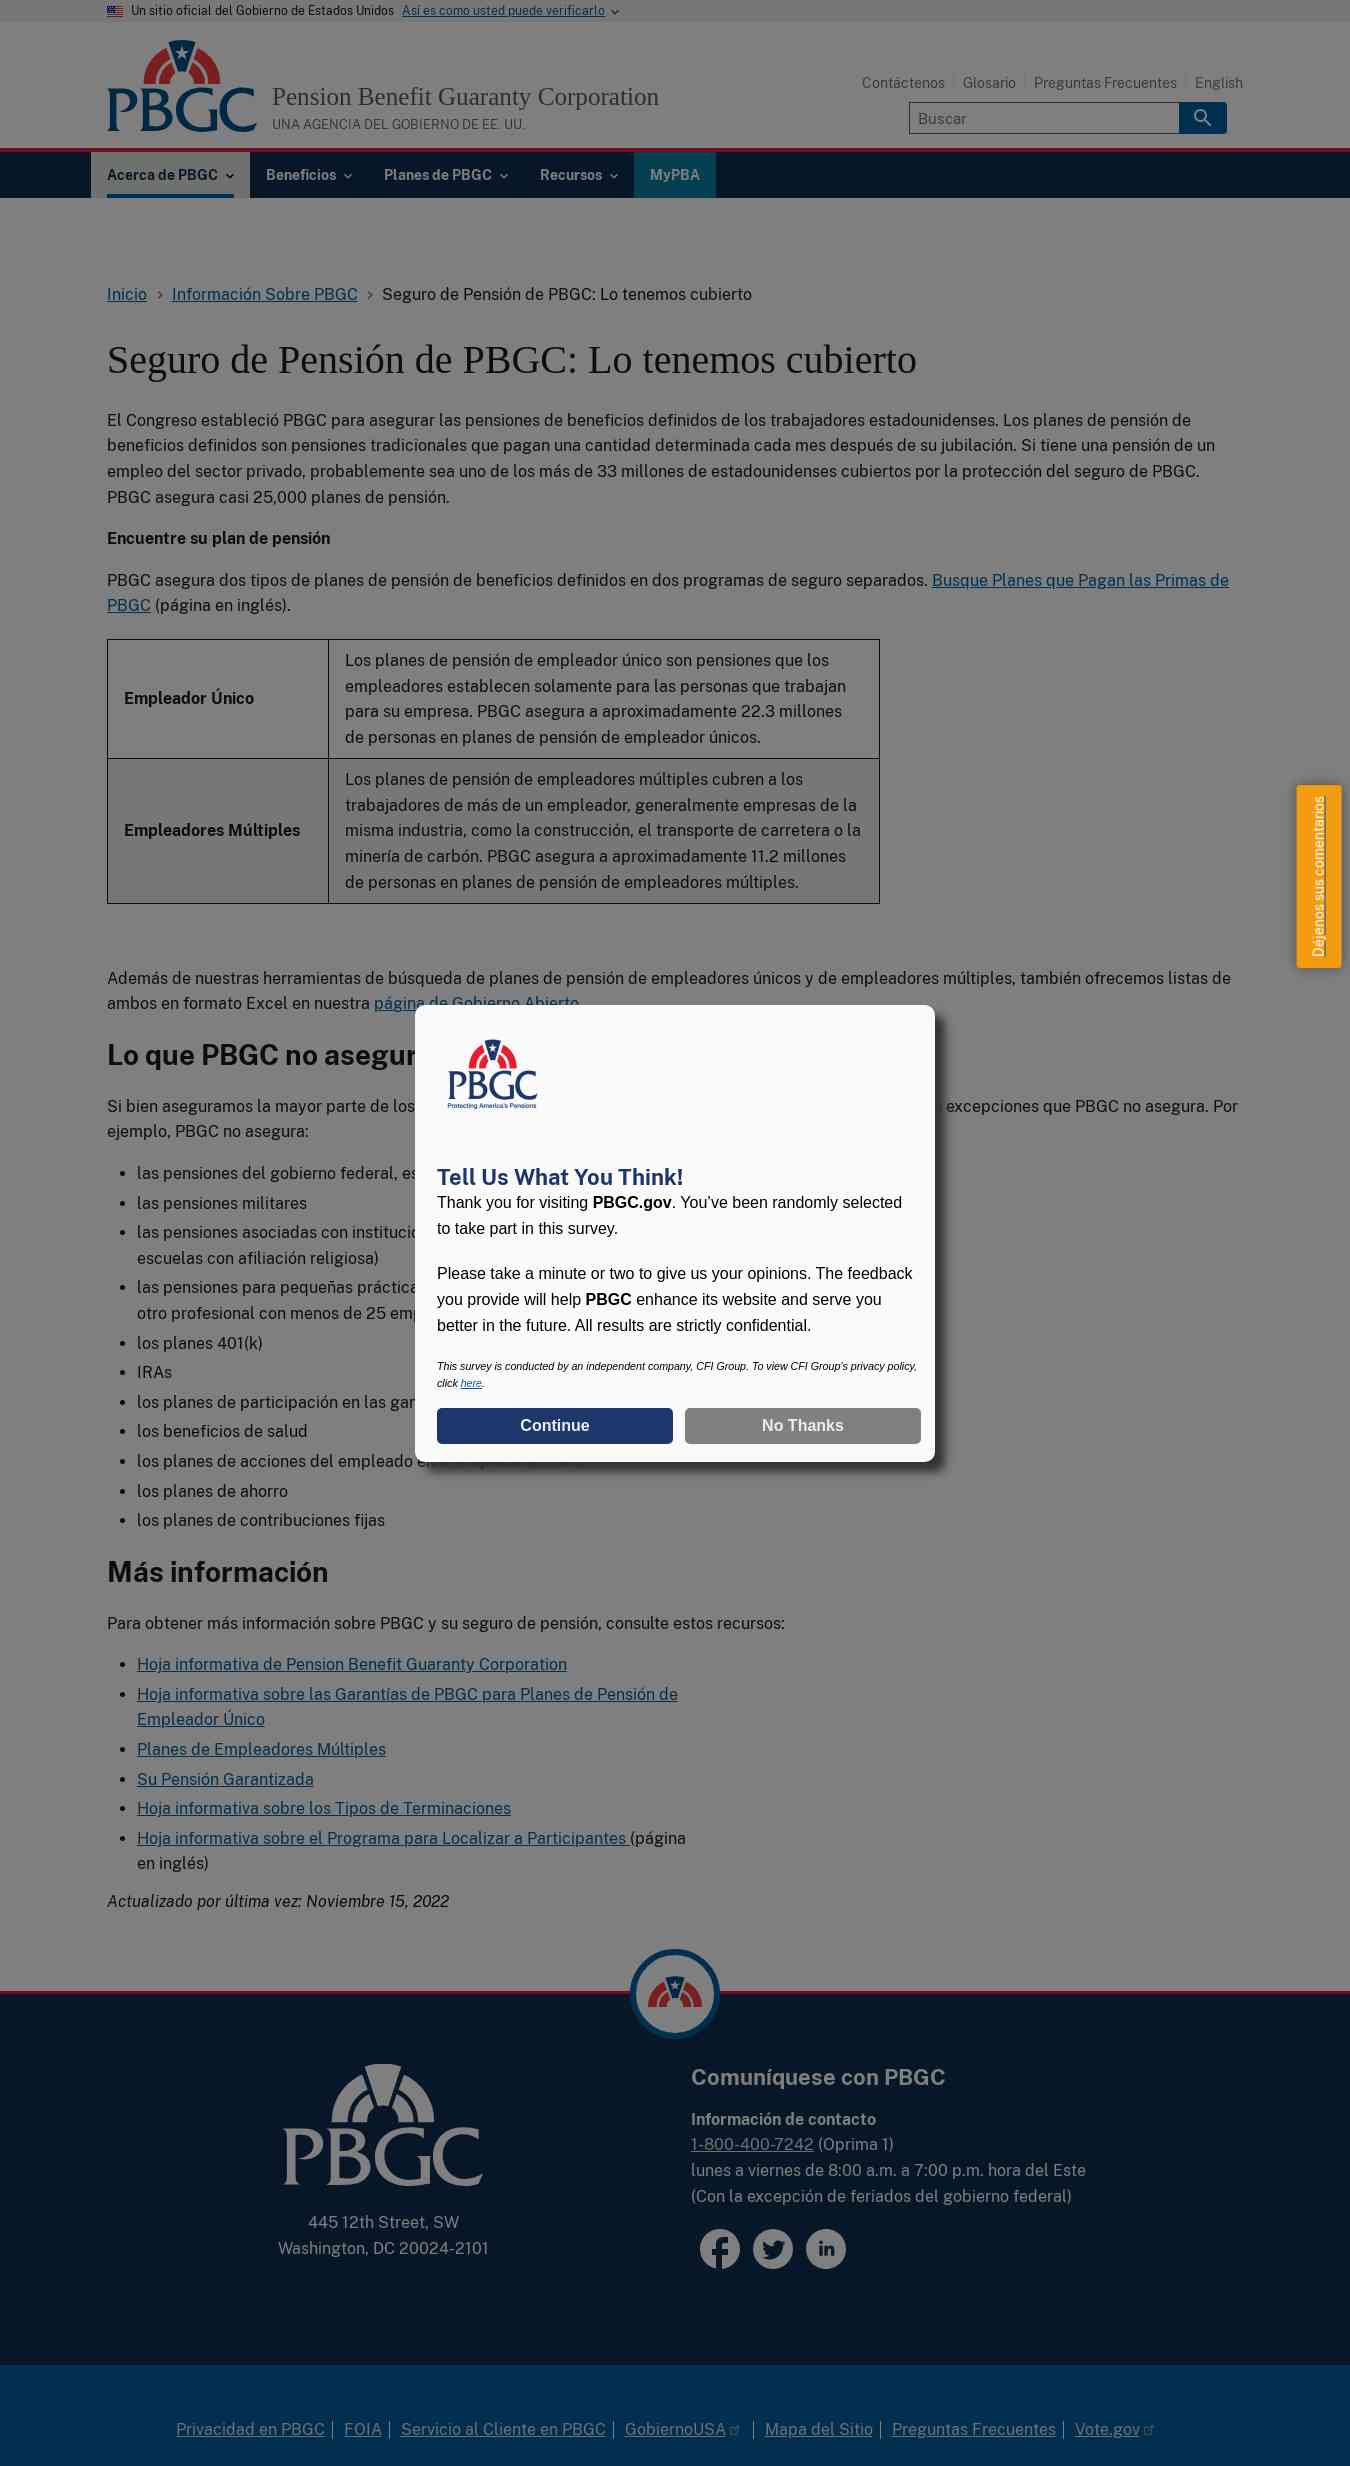 Un sitio oficial del Gobierno de Estados Unidos Así es como usted puede verificarlo
PBGC
Pension Benefit Guaranty Corporation
UNA AGENCIA DEL GOBIERNO DE EE. UU.
Contáctenos
Glosario
Preguntas Frecuentes
English
Buscar
Acerca de PBGC
Beneficios
Planes de PBGC
Recursos
MyPBA
Inicio > Información Sobre PBGC > Seguro de Pensión de PBGC: Lo tenemos cubierto
Seguro de Pensión de PBGC: Lo tenemos cubierto
El Congreso estableció PBGC para asegurar las pensiones de beneficios definidos de los trabajadores estadounidenses. Los planes de pensión de
beneficios definidos son pensiones tradicionales que pagan una cantidad determinada cada mes después de su jubilación. Si tiene una pensión de un
empleo del sector privado, probablemente sea uno de los más de 33 millones de estadounidenses cubiertos por la protección del seguro de PBGC.
PBGC asegura casi 25,000 planes de pensión.
Encuentre su plan de pensión
PBGC asegura dos tipos de planes de pensión de beneficios definidos en dos programas de seguro separados. Busque Planes que Pagan las Primas de
PBGC (página en inglés).
Empleador Único
Los planes de pensión de empleador único son pensiones que los
empleadores establecen solamente para las personas que trabajan
para su empresa. PBGC asegura a aproximadamente 22.3 millones
de personas en planes de pensión de empleador únicos.
Empleadores Múltiples
Los planes de pensión de empleadores múltiples cubren a los
trabajadores de más de un empleador, generalmente empresas de la
misma industria, como la construcción, el transporte de carretera o la
minería de carbón. PBGC asegura a aproximadamente 11.2 millones
de personas en planes de pensión de empleadores múltiples.
Déjenos sus comentarios
Además de nuestras herramientas de búsqueda de planes de pensión de empleadores únicos y de empleadores múltiples, también ofrecemos listas de
ambos en formato Excel en nuestra página de Gobierno Abierto
Lo que PBGC no asegur
Si bien aseguramos la mayor parte de los
excepciones que PBGC no asegura. Por
ejemplo, PBGC no asegura:
• las pensiones del gobierno federal, es
• las pensiones militares
• las pensiones asociadas con instituci
escuelas con afiliación religiosa)
• las pensiones para pequeñas práctica
otro profesional con menos de 25 emp
• los planes 401(k)
• IRAs
• los planes de participación en las gan
• los beneficios de salud
• los planes de acciones del empleado
• los planes de ahorro
• los planes de contribuciones fijas
PBGC
Protecting America's Pensions
Tell Us What You Think!
Thank you for visiting PBGC.gov. You’ve been randomly selected
to take part in this survey.
Please take a minute or two to give us your opinions. The feedback
you provide will help PBGC enhance its website and serve you
better in the future. All results are strictly confidential.
This survey is conducted by an independent company, CFI Group. To view CFI Group's privacy policy,
click here.
Continue
No Thanks
Más información
Para obtener más información sobre PBGC y su seguro de pensión, consulte estos recursos:
• Hoja informativa de Pension Benefit Guaranty Corporation
• Hoja informativa sobre las Garantías de PBGC para Planes de Pensión de
Empleador Único
• Planes de Empleadores Múltiples
• Su Pensión Garantizada
• Hoja informativa sobre los Tipos de Terminaciones
• Hoja informativa sobre el Programa para Localizar a Participantes (página
en inglés)
Actualizado por última vez: Noviembre 15, 2022
PBGC
445 12th Street, SW
Washington, DC 20024-2101
Comuníquese con PBGC
Información de contacto
1-800-400-7242 (Oprima 1)
lunes a viernes de 8:00 a.m. a 7:00 p.m. hora del Este
(Con la excepción de feriados del gobierno federal)
Privacidad en PBGC | FOIA | Servicio al Cliente en PBGC | GobiernoUSA | Mapa del Sitio | Preguntas Frecuentes | Vote.gov